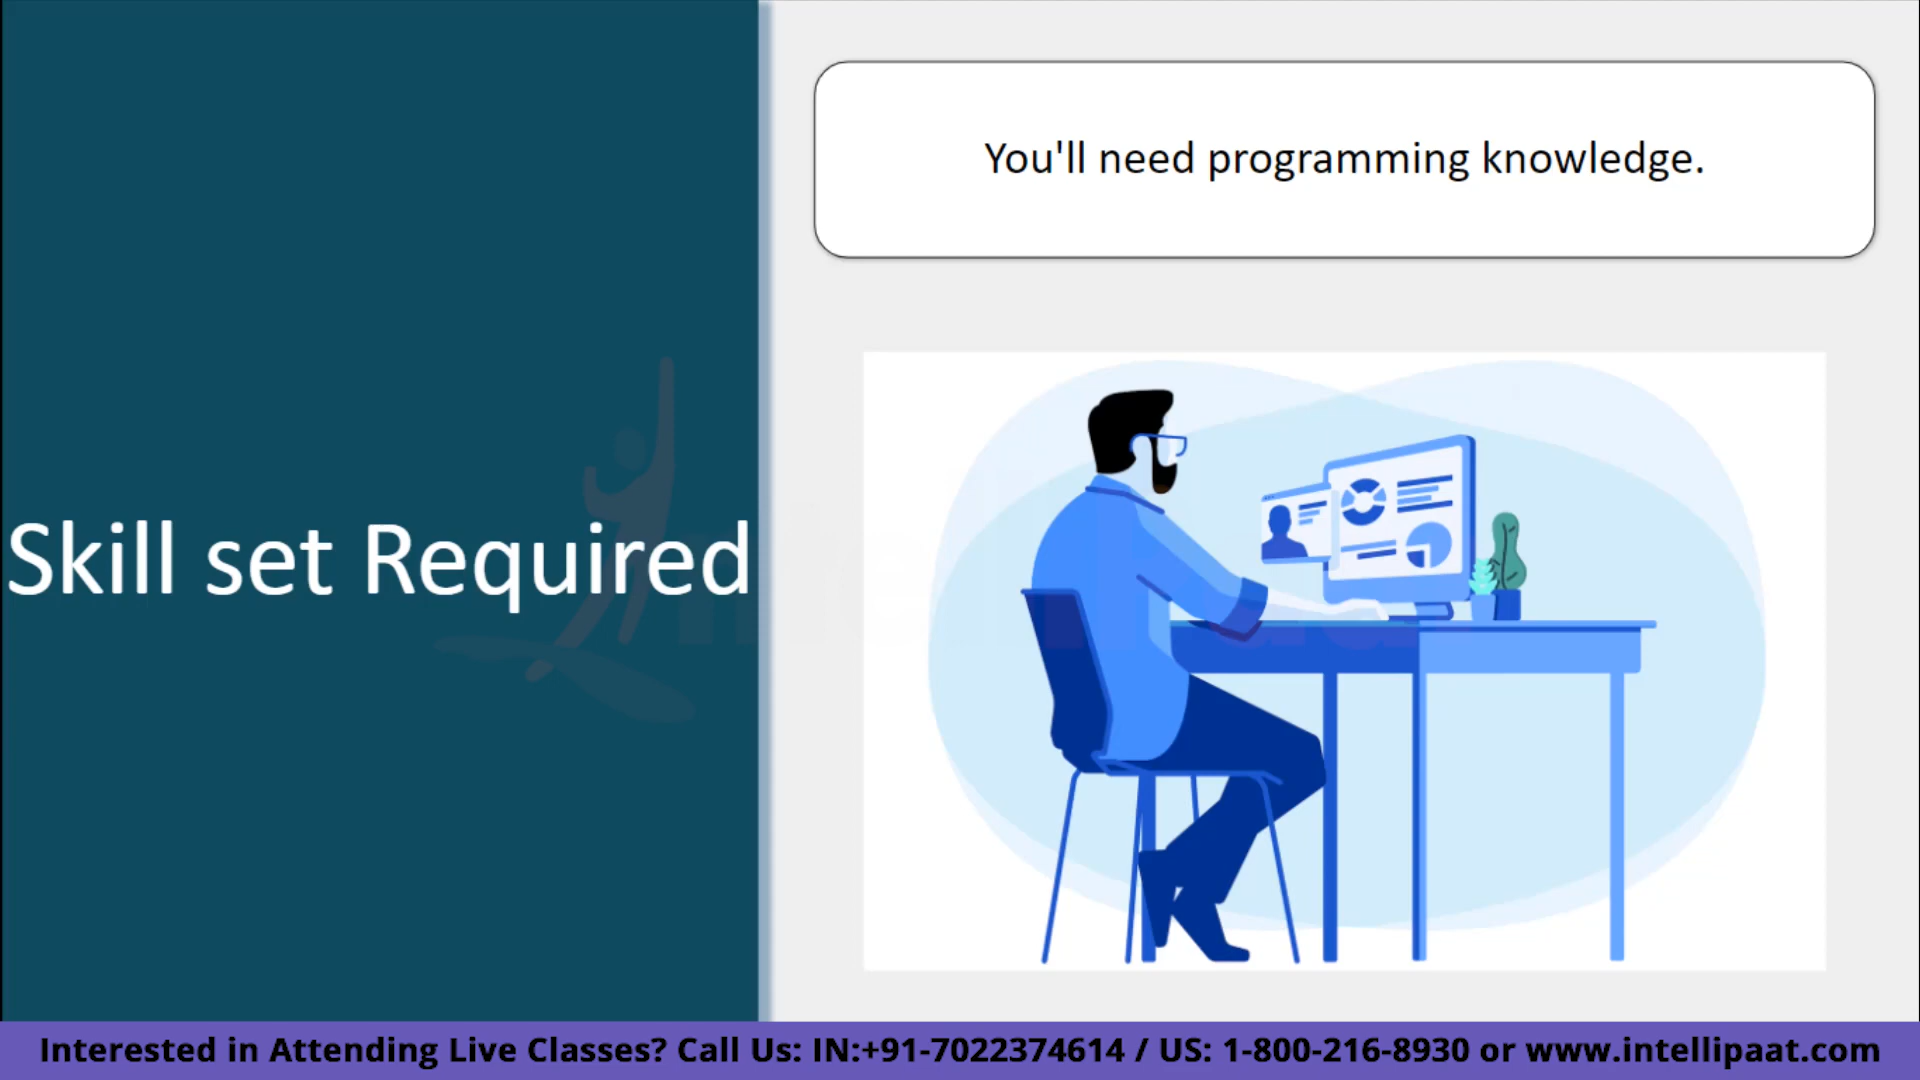 You'll need programming knowledge.
Skill set Required
Interested in Attending Live Classes? Call Us: IN:+91-7022374614 / US: 1-800-216-8930 or www.intellipaat.com